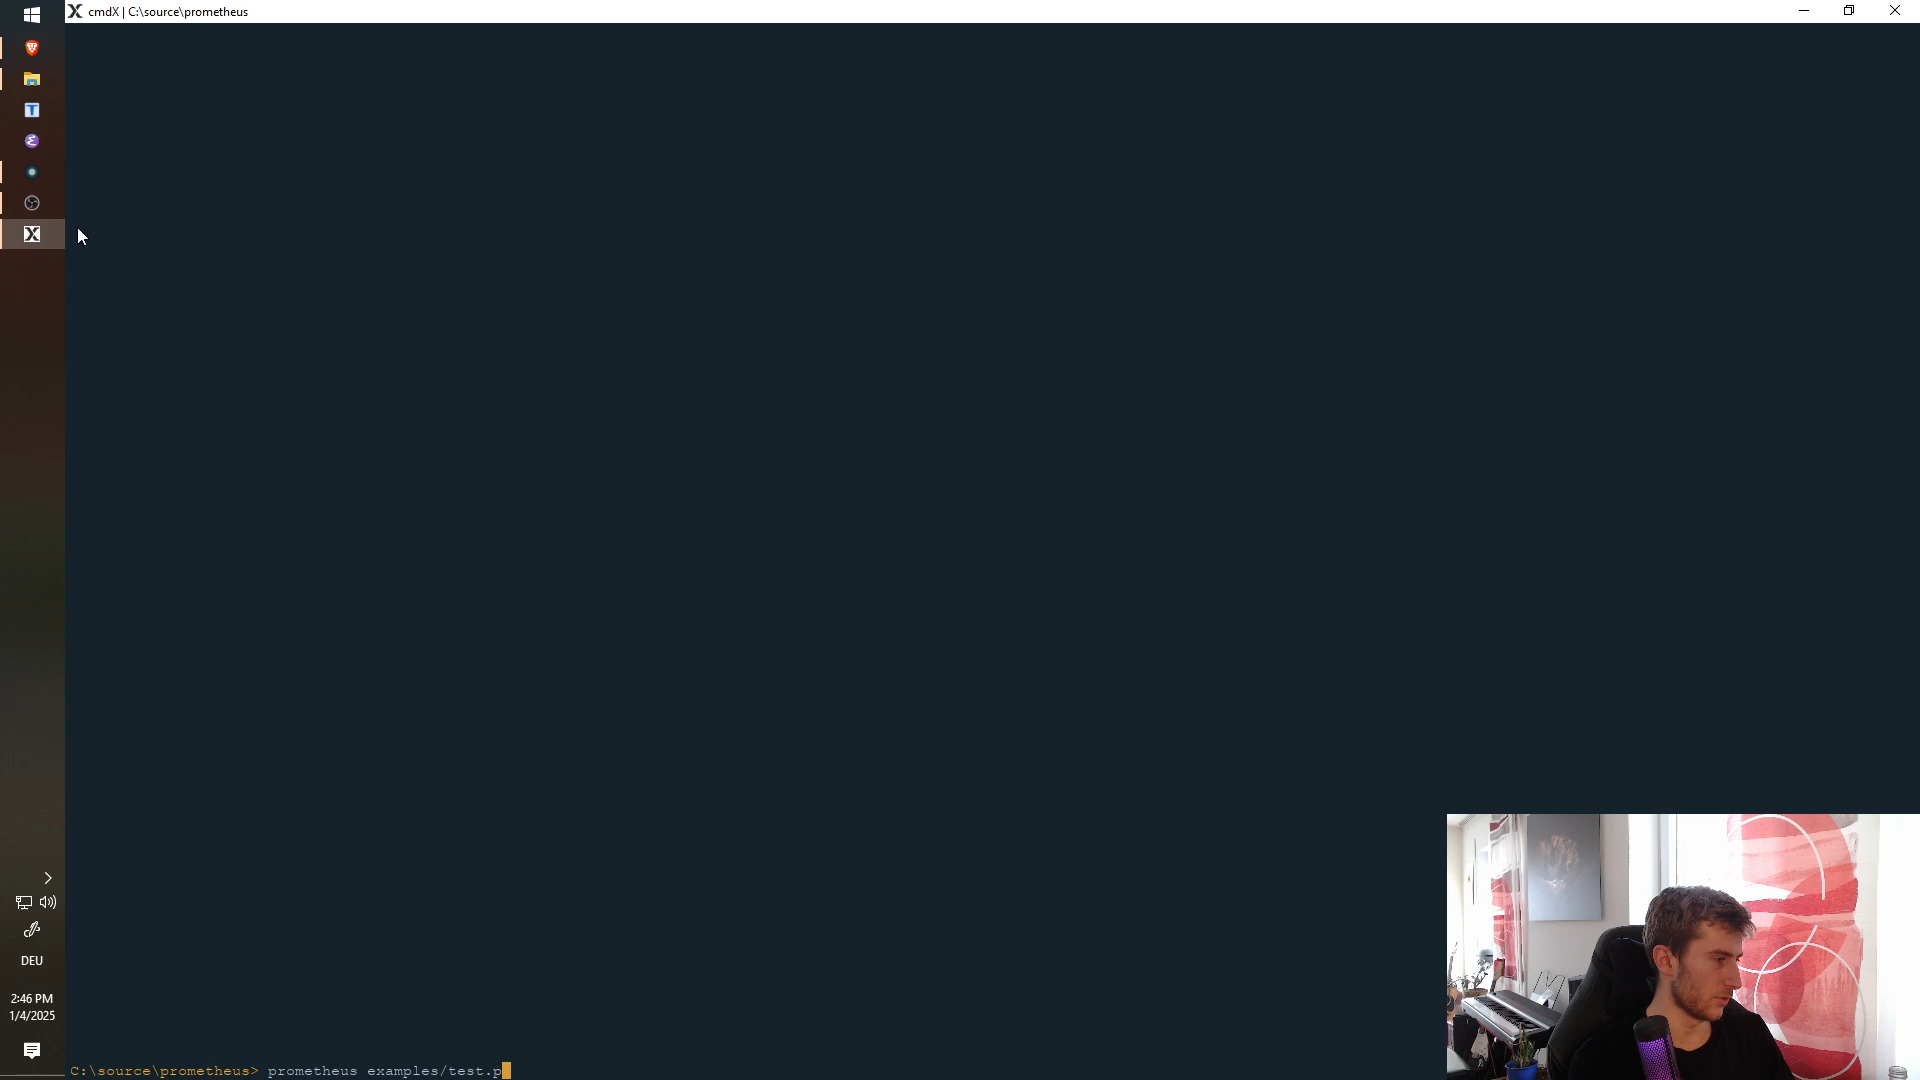 cmdX | C:\source\prometheus
DEU
2:46 PM
1/4/2025
C:\source\prometheus> prometheus examples/test.p